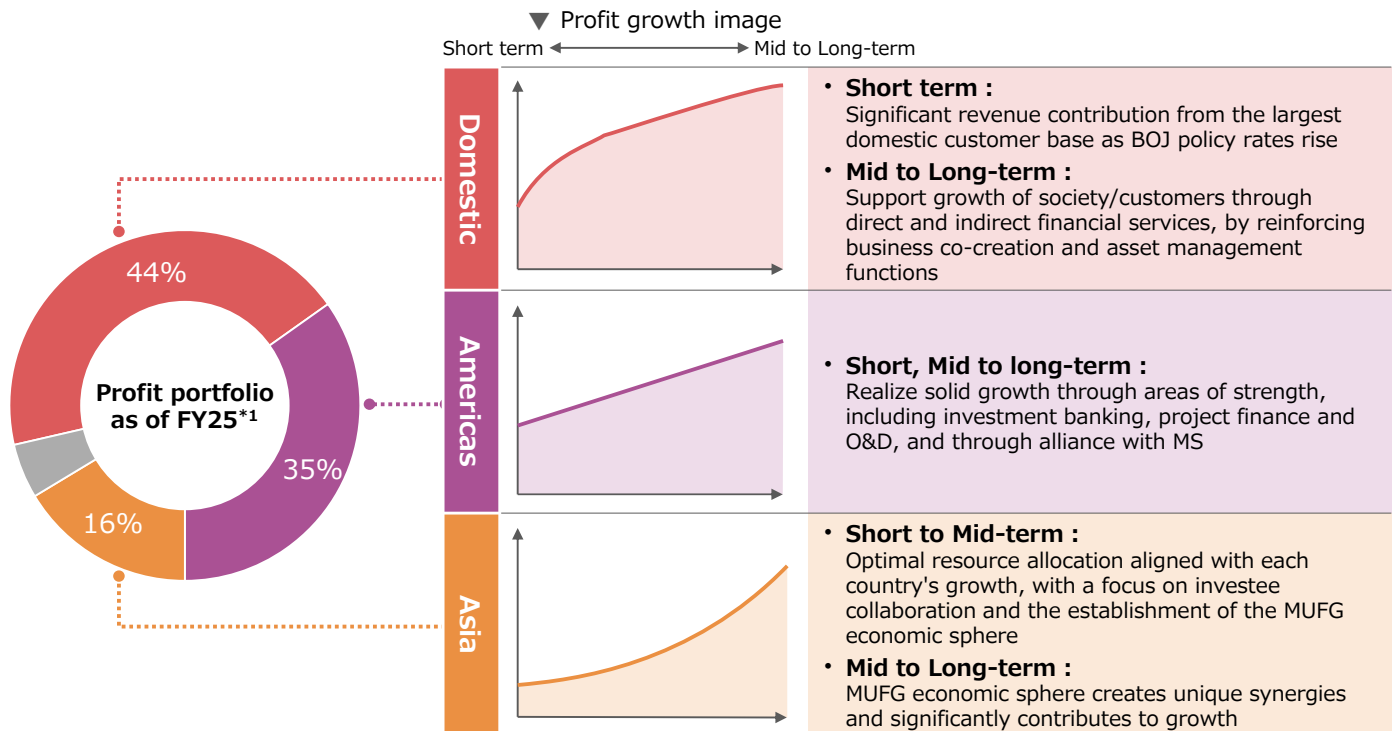 ▼ Profit growth image
Short term
Mid to Long-term
44%
35%
16%
Profit portfolio
as of FY25*1
Domestic
• Short term :
Significant revenue contribution from the largest
domestic customer base as BOJ policy rates rise
• Mid to Long-term :
Support growth of society/customers through
direct and indirect financial services, by reinforcing
business co-creation and asset management
functions
Americas
• Short, Mid to long-term :
Realize solid growth through areas of strength,
including investment banking, project finance and
O&D, and through alliance with MS
Asia
• Short to Mid-term :
Optimal resource allocation aligned with each
country's growth, with a focus on investee
collaboration and the establishment of the MUFG
economic sphere
• Mid to Long-term :
MUFG economic sphere creates unique synergies
and significantly contributes to growth